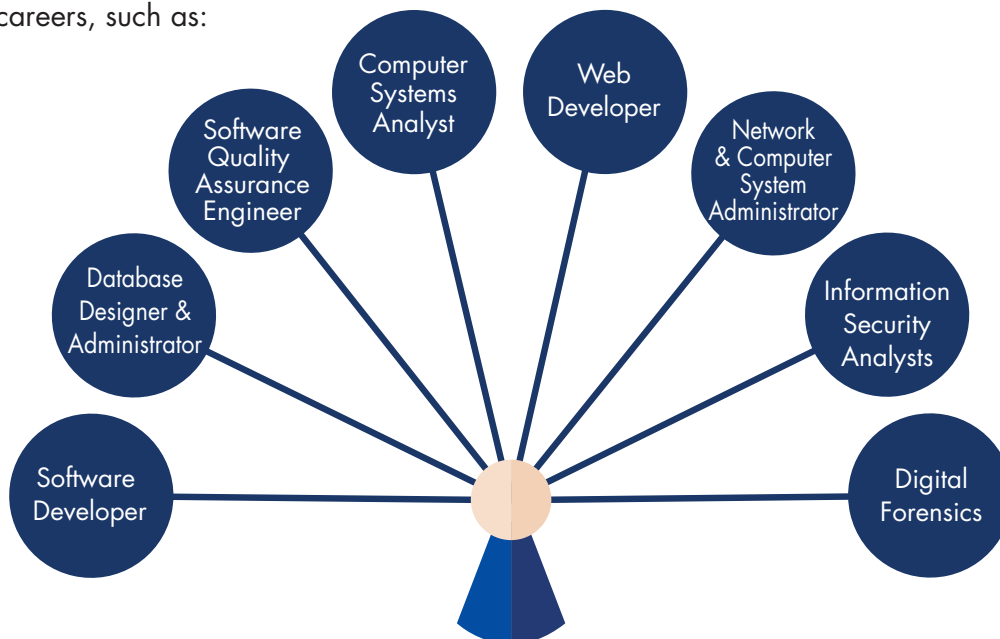 careers, such as:
Computer
Systems
Analyst
Web
Developer
Software
Quality
Assurance
Engineer
Network
& Computer
System
Administrator
Database
Designer &
Administrator
Information
Security
Analysts
Software
Developer
Digital
Forensics